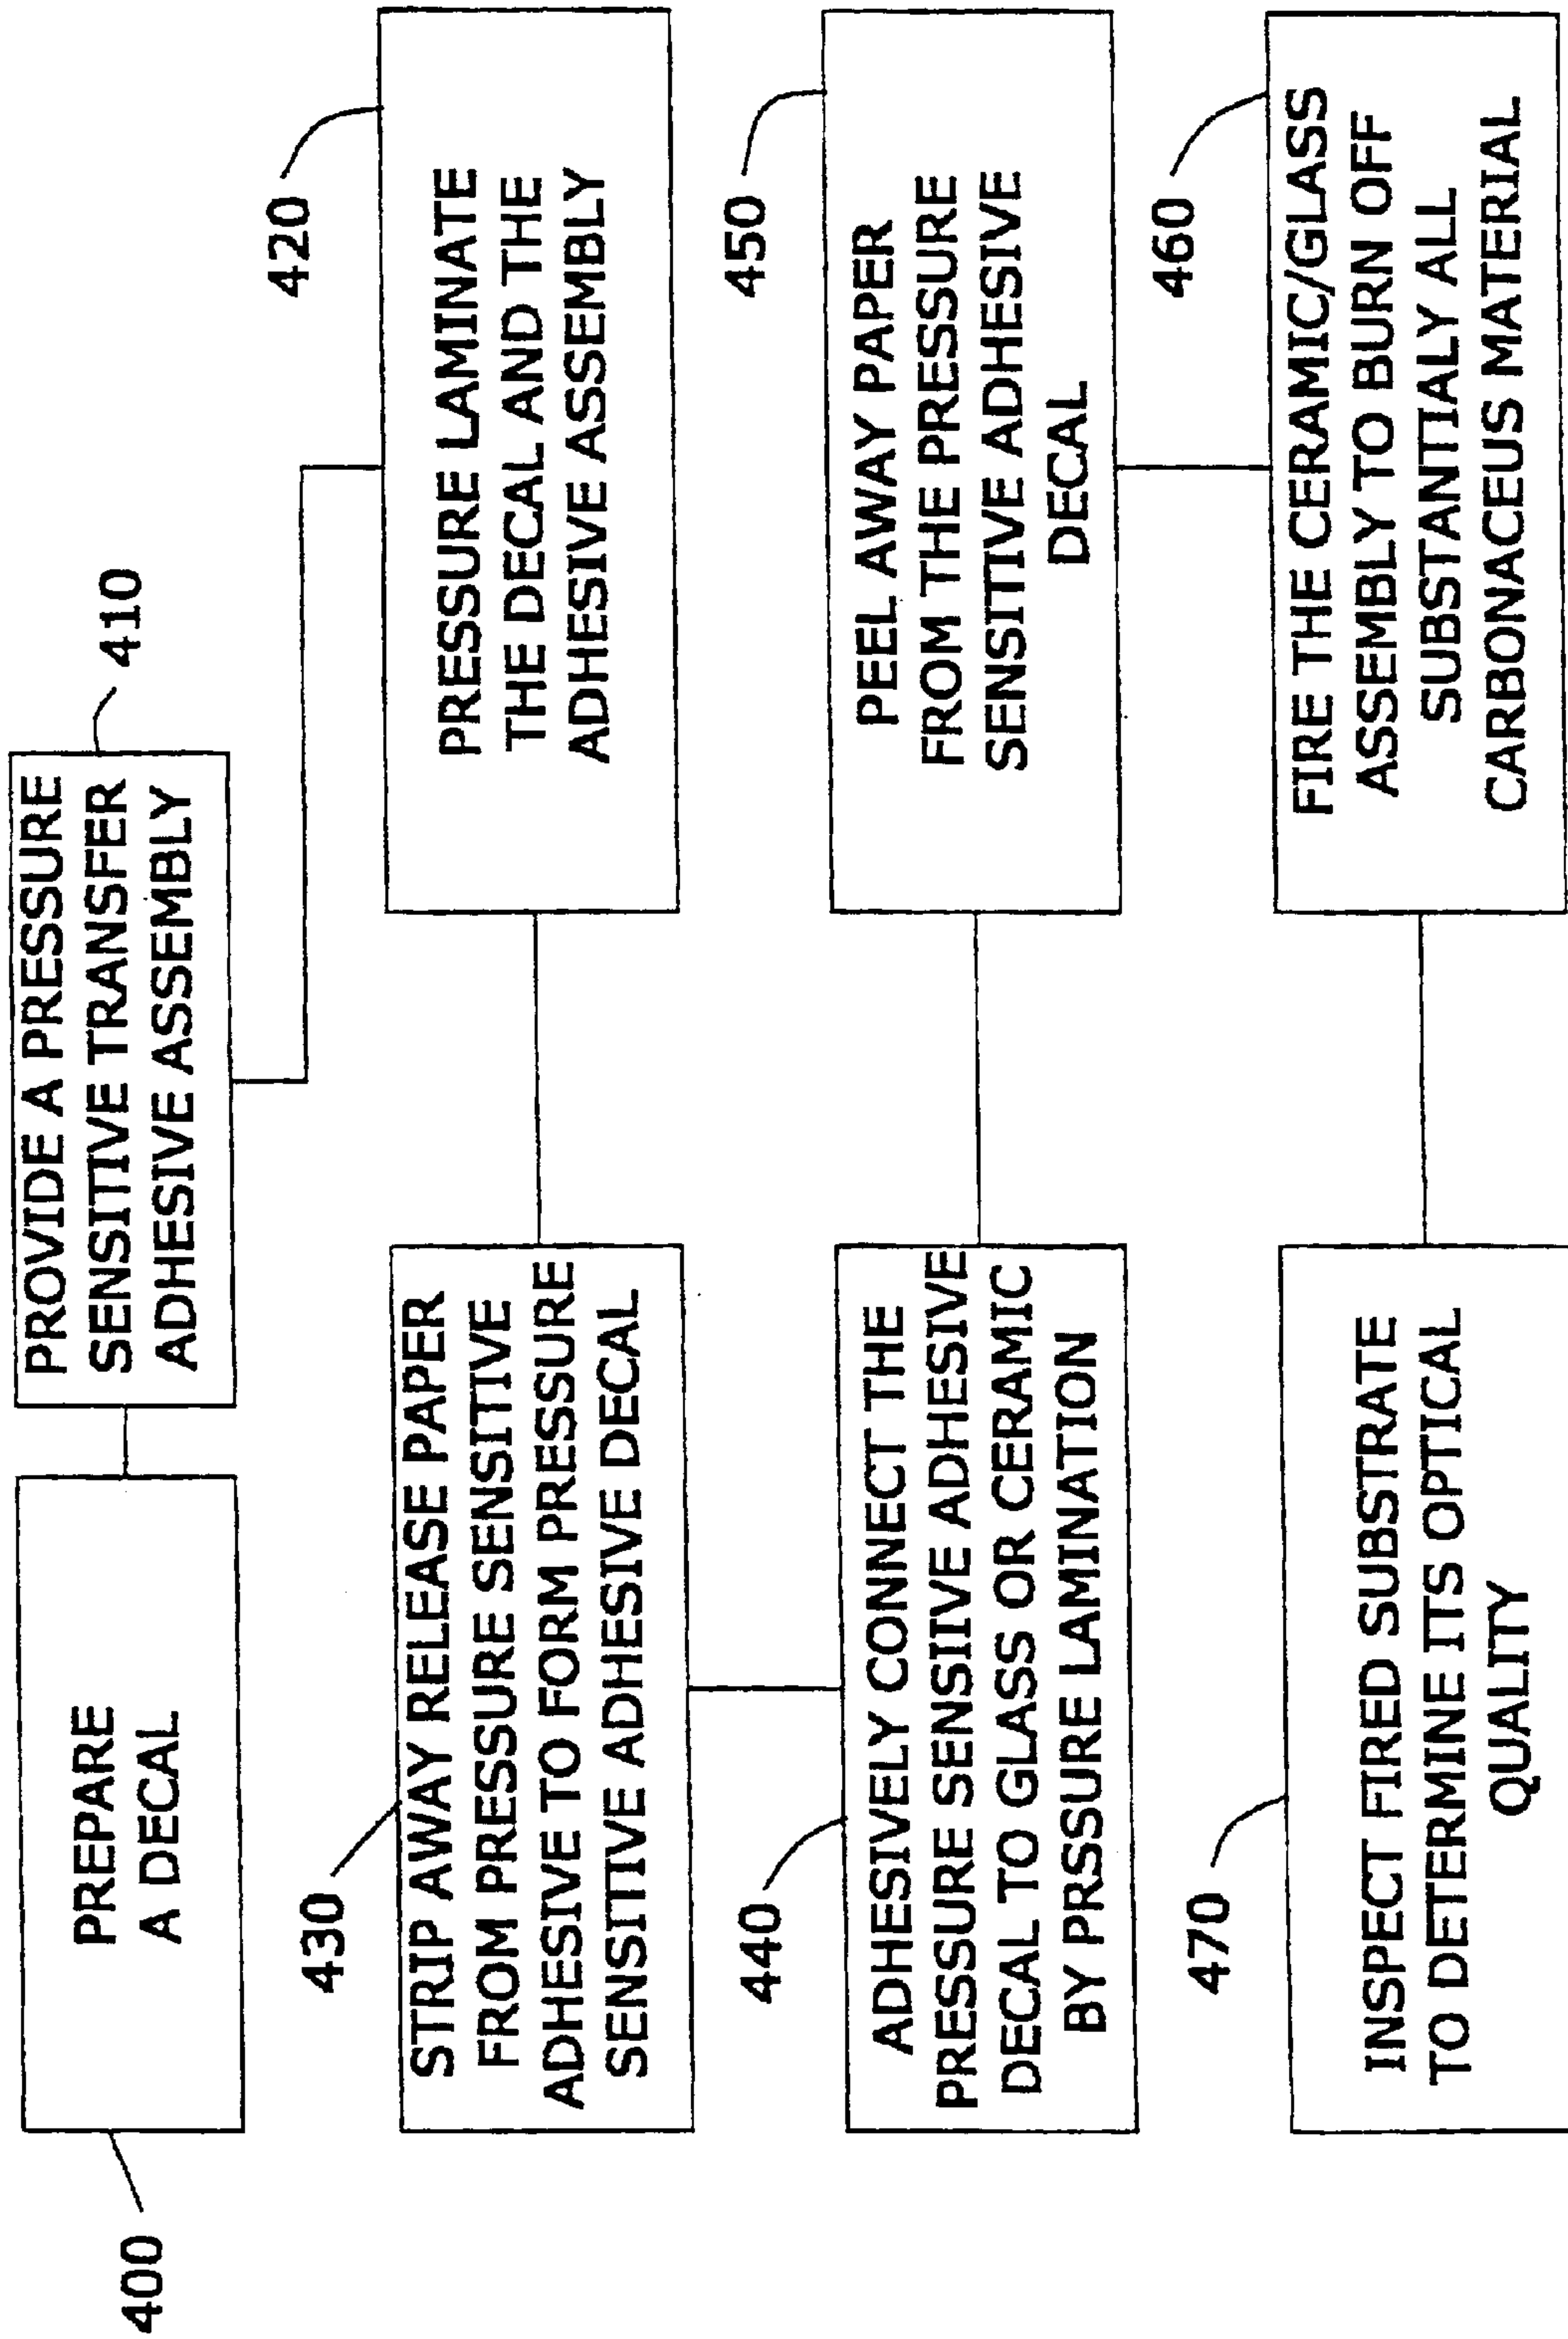 400
PREPARE
A DECAL
410
PROVIDE A PRESSURE
SENSITIVE TRANSFER
ADHESIVE ASSEMBLY
420
PRESSURE LAMINATE
THE DECAL AND THE
ADHESIVE ASSEMBLY
430
STRIP AWAY RELEASE PAPER
FROM PRESSURE SENSITIVE
ADHESIVE TO FORM PRESSURE
SENSITIVE ADHESIVE DECAL
440
ADHESIVELY CONNECT THE
PRESSURE SENSIIVE ADHESIVE
DECAL TO GLASS OR CERAMIC
BY PRSSURE LAMINATION
450
PEEL AWAY PAPER
FROM THE PRESSURE
SENSITIVE ADHESIVE
DECAL
460
FIRE THE CERAMIC/GLASS
ASSEMBLY TO BURN OFF
SUBSTANTIALY ALL
CARBONACEUS MATERIAL
470
INSPECT FIRED SUBSTRATE
TO DETERMINE ITS OPTICAL
QUALITY